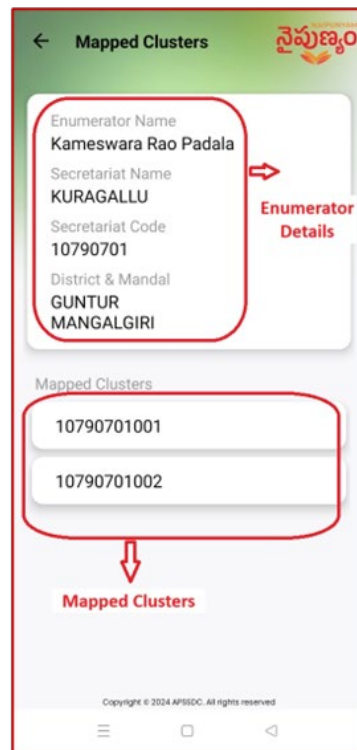 Mapped Clusters
నైపుణ్యం
Enumerator Name
Kameswara Rao Padala
Secretariat Name
KURAGALLU
Secretariat Code
10790701
District & Mandal
GUNTUR
MANGALGIRI
Enumerator
Details
Mapped Clusters
10790701001
10790701002
Mapped Clusters
Copyright © 2024 APSSDC. All rights reserved